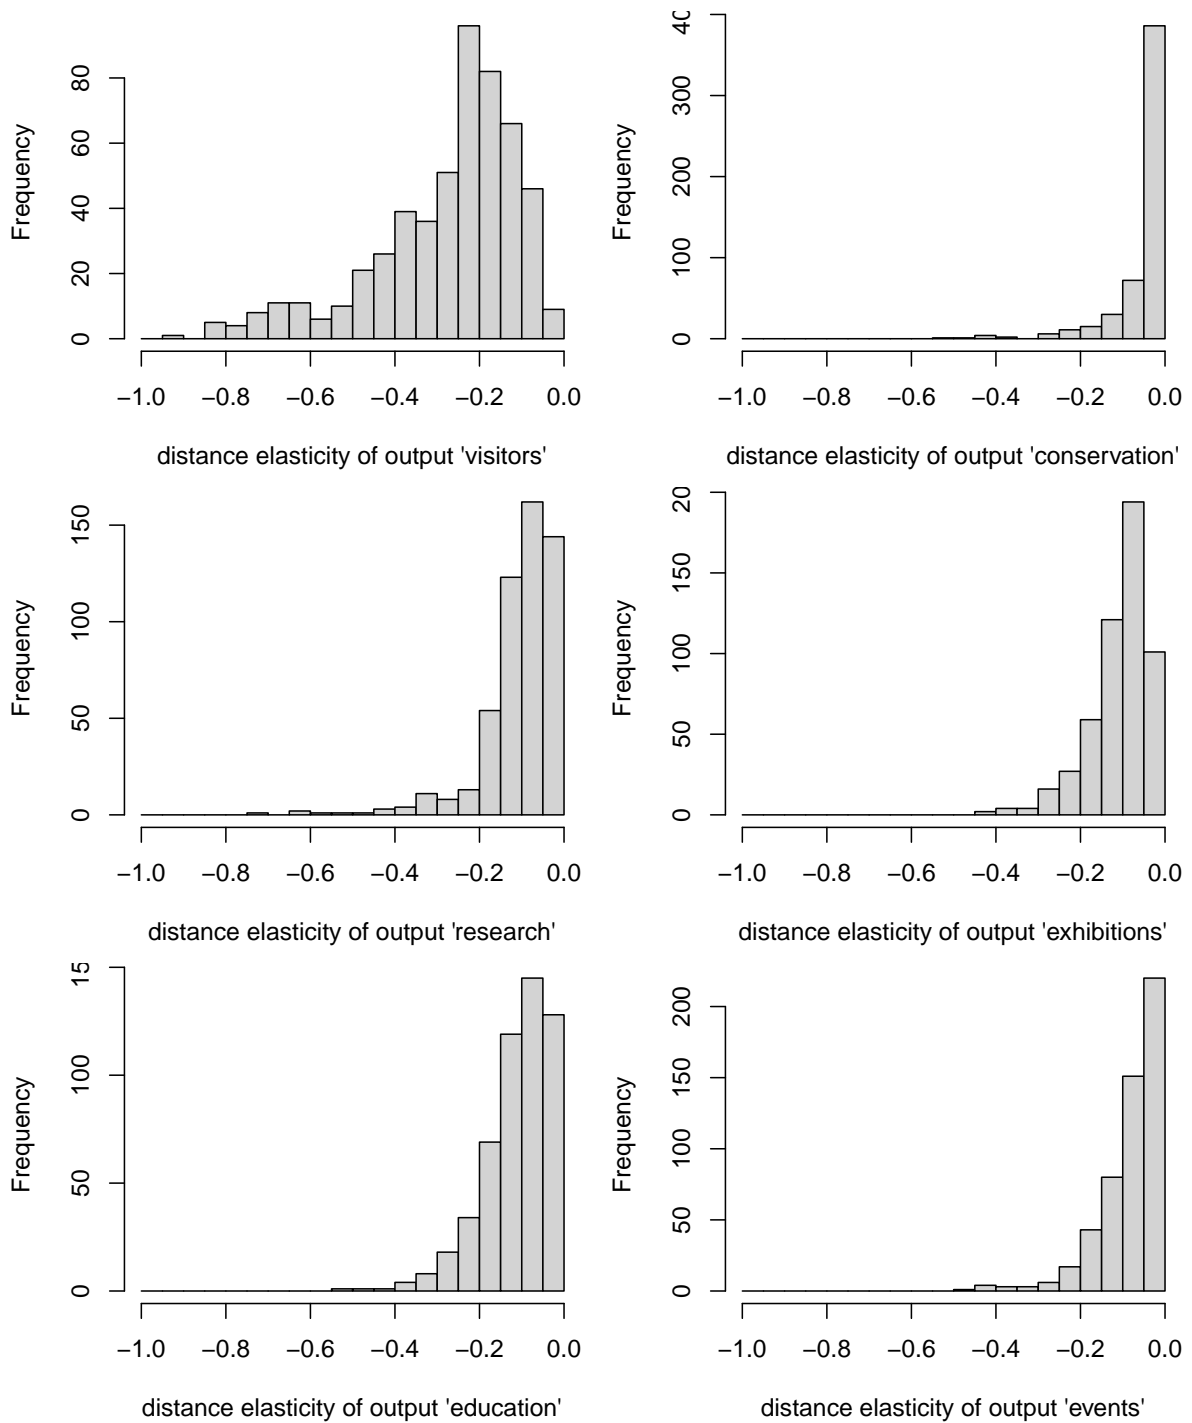 Frequency
0 20 40 60 80
−1.0 −0.8 −0.6 −0.4 −0.2 0.0
distance elasticity of output 'visitors'
Frequency
0 100 200 300
−1.0 −0.8 −0.6 −0.4 −0.2 0.0
distance elasticity of output 'conservation'
Frequency
0 50 100 150
−1.0 −0.8 −0.6 −0.4 −0.2 0.0
distance elasticity of output 'research'
Frequency
0 50 100 150 20
−1.0 −0.8 −0.6 −0.4 −0.2 0.0
distance elasticity of output 'exhibitions'
Frequency
0 50 100 15
−1.0 −0.8 −0.6 −0.4 −0.2 0.0
distance elasticity of output 'education'
Frequency
0 50 100 150 200
−1.0 −0.8 −0.6 −0.4 −0.2 0.0
distance elasticity of output 'events'